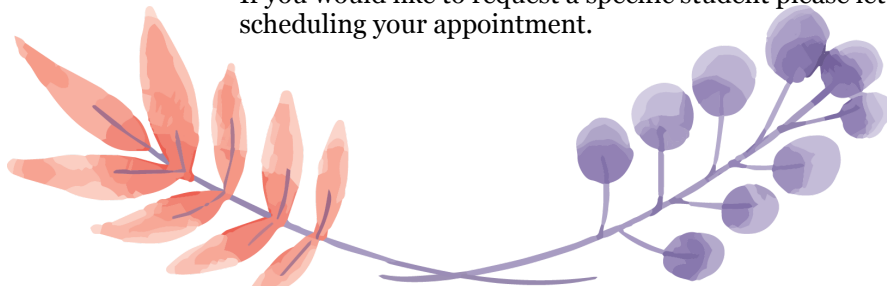 If you would like to request a specific student please let
scheduling your appointment.